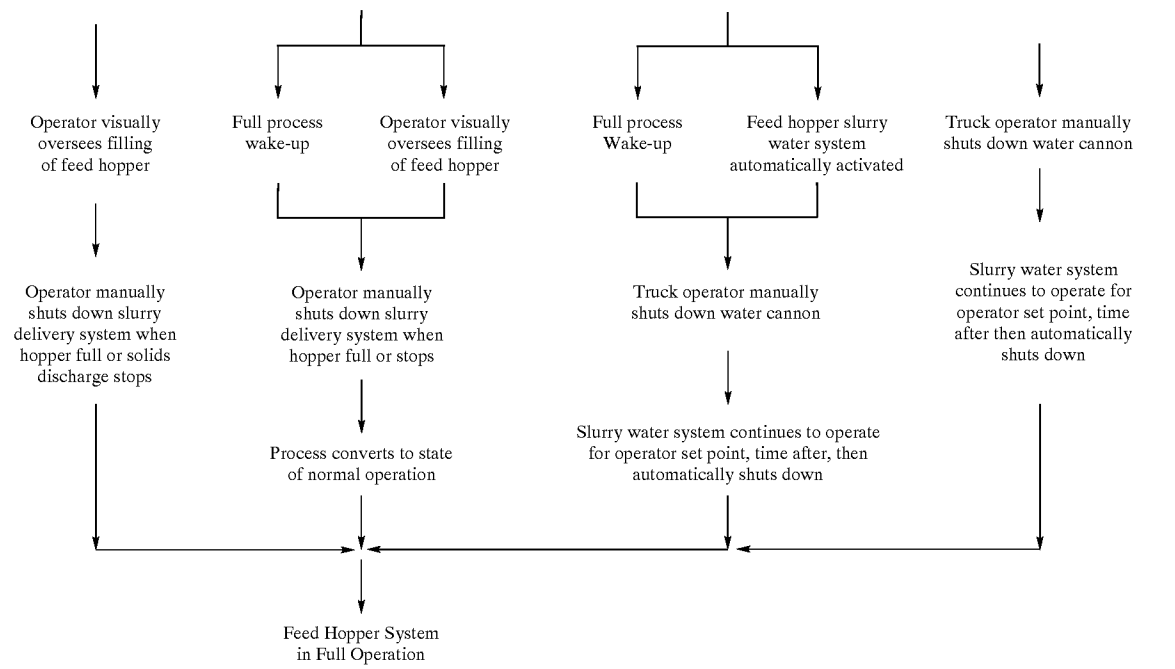 Operator visually
oversees filling
of feed hopper
Full process
wake-up
Operator visually
oversees filling
of feed hopper
Full process
Wake-up
Feed hopper slurry
water system
automatically activated
Truck operator manually
shuts down water cannon
Operator manually
shuts down slurry
delivery system when
hopper full or solids
discharge stops
Operator manually
shuts down slurry
delivery system when
hopper full or stops
Truck operator manually
shuts down water cannon
Slurry water system
continues to operate for
operator set point, time
after then automatically
shuts down
Process converts to state
of normal operation
Slurry water system continues to operate
for operator set point, time after, then
automatically shuts down
Feed Hopper System
in Full Operation